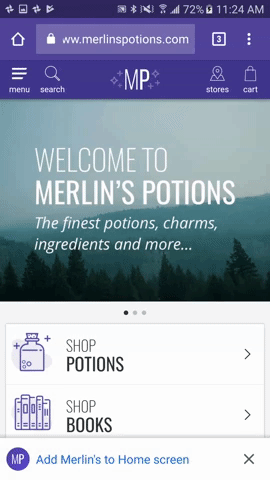 72% 11:24 AM
ww.merlinspotions.com
3
menu
search
MP
stores
cart
WELCOME TO
MERLIN'S POTIONS
The finest potions, charms,
ingredients and more...
SHOP
POTIONS
SHOP
BOOKS
MP
Add Merlin's to Home screen